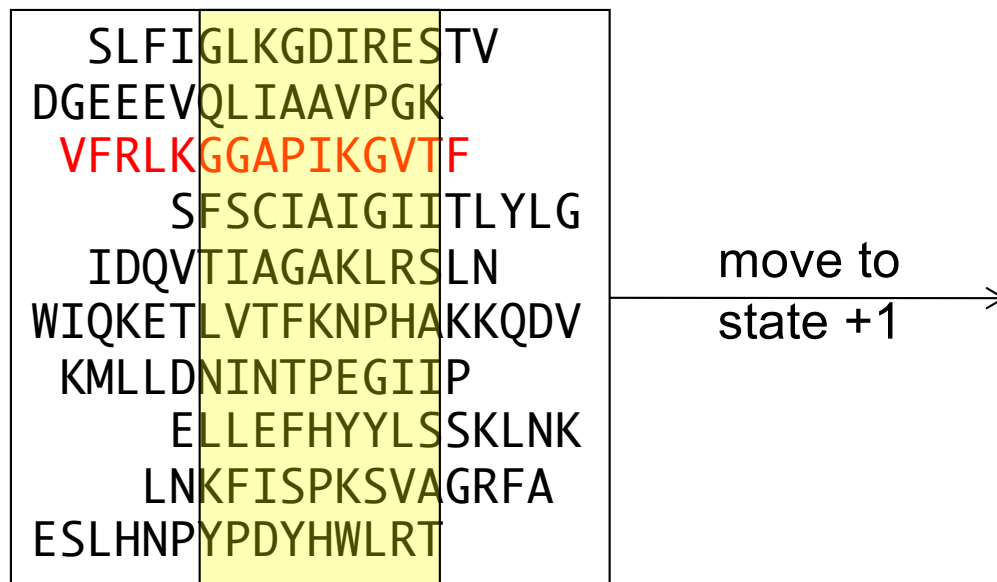 SLFIGLKGDIRESTV
DGEEEVQLIAAVPGK
VFRLKGGAPIKGVTF
SFSCIAIGIITLYLG
IDQVTIAGAKLRSLN
WIQKETLVTFKNPHAKKQDV
KMLLDNINTPEGIIP
ELLEFHYYLSSKLNK
LNKFISPKSVAGRFA
ESLHNPYPDYHWLRT
move to
state +1